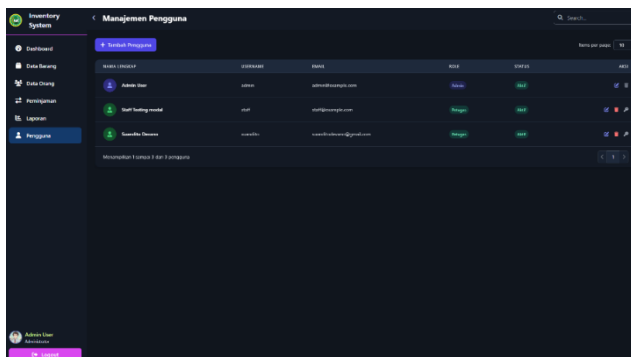 Inventory
System
Manajemen Pengguna
Search...
Dashboard
+ Tambah Pengguna
Items per page: 10
Data Barang
NAMA LENGKAP USERNAME EMAIL ROLE STATUS AKSI
Data Orang
Admin User admin admin@example.com Admin Aktif
Peminjaman
Staff Testing modal staff staff@example.com Petugas Aktif
Laporan
Pengguna
Petugas Aktif
Menampilkan 1 sampai 3 dari 3 pengguna
1
Admin User
Administrator
Logout